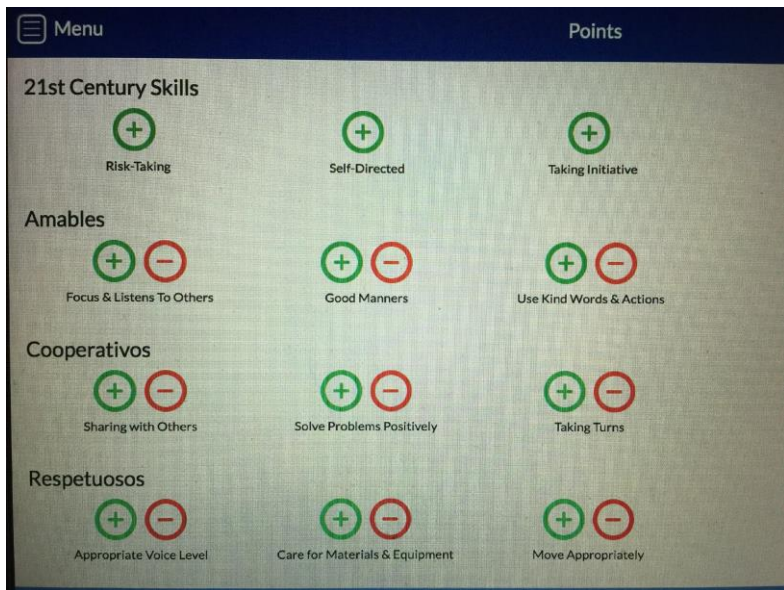 Menu
Points
21st Century Skills
Risk-Taking
Self-Directed
Taking Initiative
Amables
Focus & Listens To Others
Good Manners
Use Kind Words & Actions
Cooperativos
Sharing with Others
Solve Problems Positively
Taking Turns
Respetuosos
Appropriate Voice Level
Care for Materials & Equipment
Move Appropriately